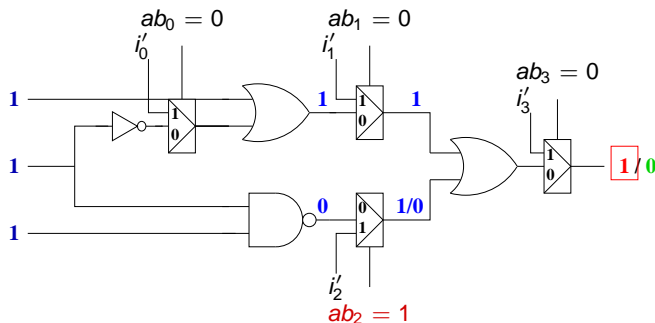 ab₀ = 0
ab₁ = 0
i′₀
i′₁
ab₃ = 0
i′₃
1
1
1
1
1
1
0
0
1
1
0
1 / 0
0
1
0
1/0
0
1
1
i′₂
ab₂ = 1